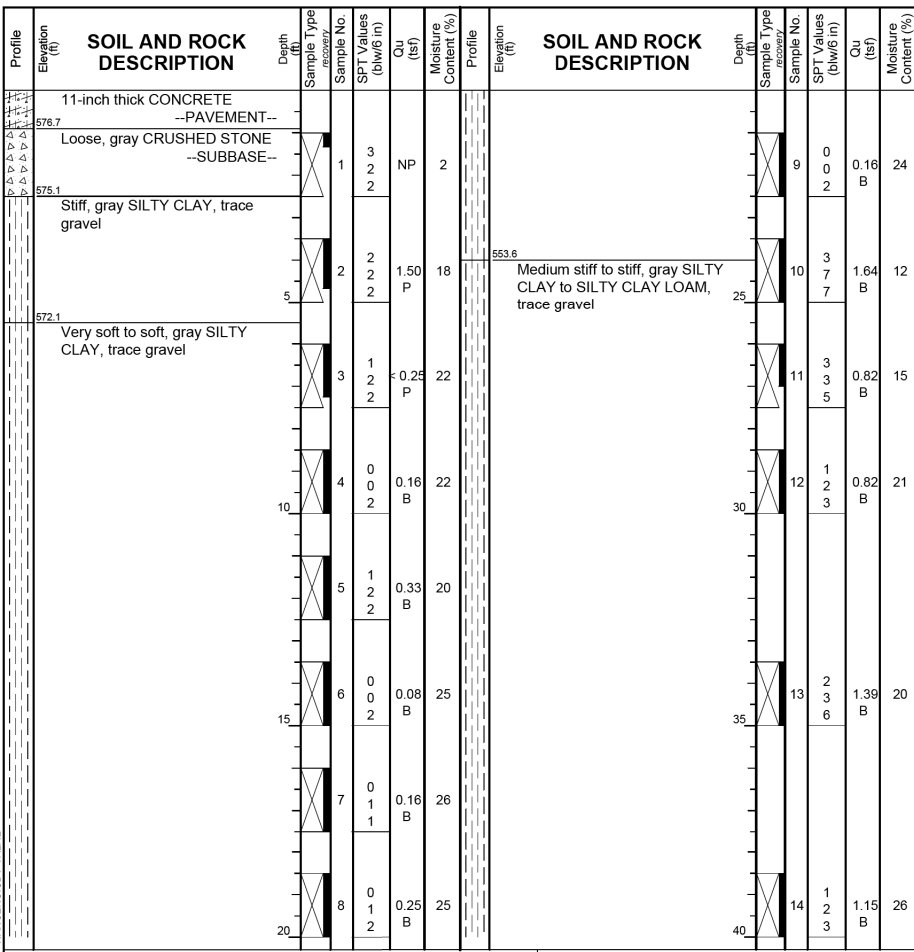 Profile
Elevation
(ft)
SOIL AND ROCK
DESCRIPTION
Depth
(ft)
Sample Type
recovery
Sample No.
SPT Values
(blw/6 in)
Qu
(tsf)
Moisture
Content (%)
Profile
Elevation
(ft)
SOIL AND ROCK
DESCRIPTION
Depth
(ft)
Sample Type
recovery
Sample No.
SPT Values
(blw/6 in)
Qu
(tsf)
Moisture
Content (%)
11-inch thick CONCRETE
--PAVEMENT--
576.7
Loose, gray CRUSHED STONE
--SUBBASE--
1
3
2
2
NP
2
575.1
Stiff, gray SILTY CLAY, trace
gravel
2
2
2
2
1.50
P
18
5
572.1
Very soft to soft, gray SILTY
CLAY, trace gravel
3
1
2
2
< 0.25
P
22
4
0
0
2
0.16
B
22
10
5
1
2
2
0.33
B
20
6
0
0
2
0.08
B
25
15
7
0
1
1
0.16
B
26
8
0
1
2
0.25
B
25
20
9
0
0
2
0.16
B
24
553.6
Medium stiff to stiff, gray SILTY
CLAY to SILTY CLAY LOAM,
trace gravel
10
3
7
7
1.64
B
12
25
11
3
3
5
0.82
B
15
12
1
2
3
0.82
B
21
30
13
2
3
6
1.39
B
20
35
14
1
2
3
1.15
B
26
40